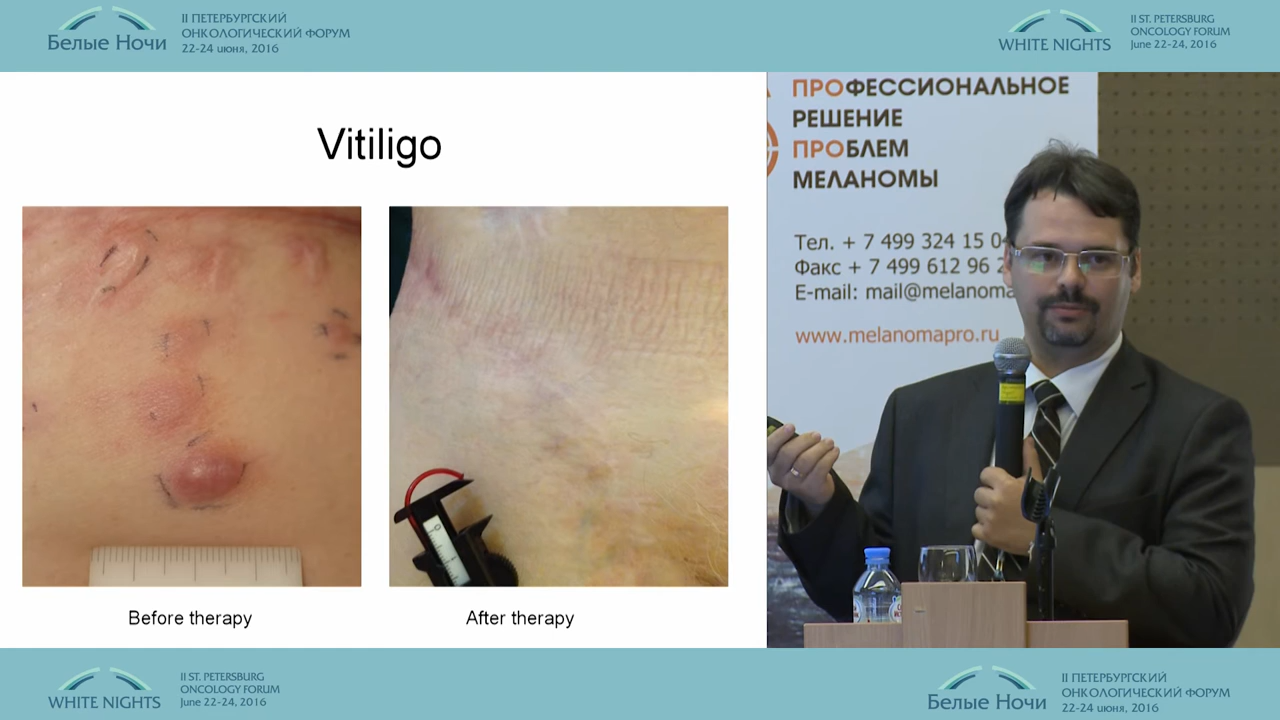 Белые Ночи
II ПЕТЕРБУРГСКИЙ
ОНКОЛОГИЧЕСКИЙ ФОРУМ
22-24 июня, 2016
WHITE NIGHTS
II ST. PETERSBURG
ONCOLOGY FORUM
June 22-24, 2016
Vitiligo
Before therapy
After therapy
ПРОФЕССИОНАЛЬНОЕ
РЕШЕНИЕ
ПРОБЛЕМ
МЕЛАНОМЫ
Тел. + 7 499 324 15
Факс + 7 499 612 96
E-mail: mail@melanoma
www.melanomapro.ru
WHITE NIGHTS
II ST. PETERSBURG
ONCOLOGY FORUM
June 22-24, 2016
Белые Ночи
II ПЕТЕРБУРГСКИЙ
ОНКОЛОГИЧЕСКИЙ ФОРУМ
22-24 июня, 2016